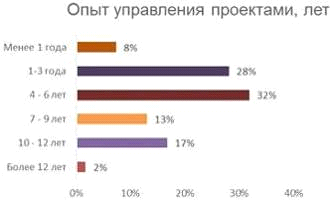 Опыт управления проектами, лет
Менее 1 года 8%
1-3 года 28%
4 - 6 лет 32%
7 - 9 лет 13%
10 - 12 лет 17%
Более 12 лет 2%
0% 10% 20% 30% 40%